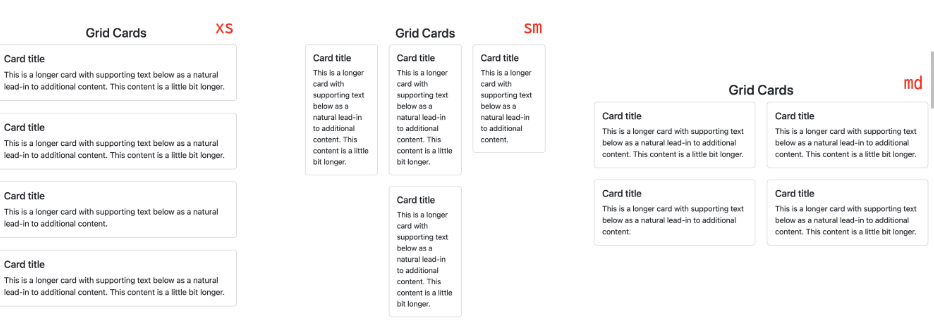 Grid Cards
xs
Card title
This is a longer card with supporting text below as a natural
lead-in to additional content. This content is a little bit longer.
Card title
This is a longer card with supporting text below as a natural
lead-in to additional content. This content is a little bit longer.
Card title
This is a longer card with supporting text below as a natural
lead-in to additional content.
Card title
This is a longer card with supporting text below as a natural
lead-in to additional content. This content is a little bit longer.
Grid Cards
sm
Card title
This is a longer
card with
supporting text
below as a
natural lead-in
to additional
content. This
content is a little
bit longer.
Card title
This is a longer
card with
supporting text
below as a
natural lead-in
to additional
content. This
content is a little
bit longer.
Card title
This is a longer
card with
supporting text
below as a
natural lead-in
to additional
content.
Card title
This is a longer
card with
supporting text
below as a
natural lead-in
to additional
content. This
content is a little
bit longer.
Grid Cards
md
Card title
This is a longer card with supporting text
below as a natural lead-in to additional
content. This content is a little bit longer.
Card title
This is a longer card with supporting text
below as a natural lead-in to additional
content. This content is a little bit longer.
Card title
This is a longer card with supporting text
below as a natural lead-in to additional
content.
Card title
This is a longer card with supporting text
below as a natural lead-in to additional
content. This content is a little bit longer.